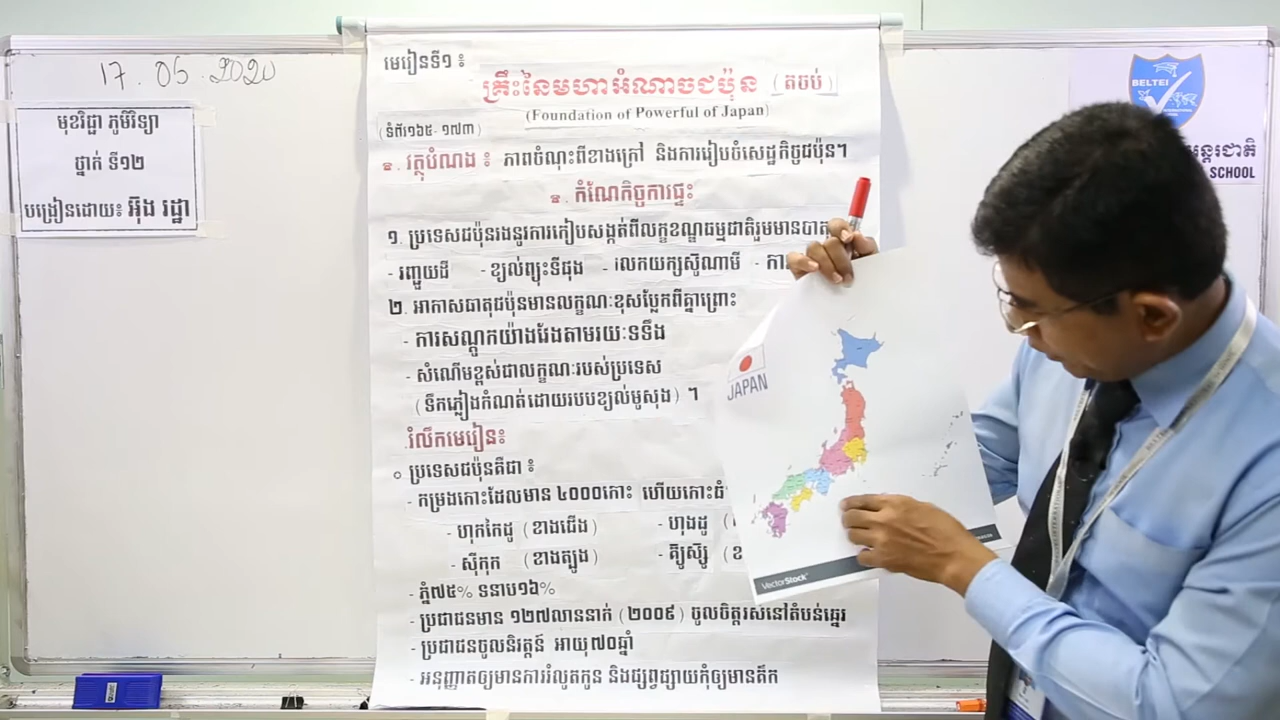 17.05.2020
មុខវិជ្ជា ភូមិវិទ្យា
ថ្នាក់ ទី១២
បង្រៀនដោយ៖ អ៊ឹង រដ្ឋា
មេរៀនទី១ ៖
គ្រឹះនៃមហាអំណាចជប៉ុន (តចប់)
(Foundation of Powerful of Japan)
(ទំព័រ១៦៥-១៧៣)
វត្ថុបំណង ៖ ភាពចំណុះពីខាងក្រៅ និងការរៀបចំសេដ្ឋកិច្ចជប៉ុន។
កំណែកិច្ចការផ្ទះ
១. ប្រទេសជប៉ុនរងនូវការគៀបសង្កត់ពីលក្ខខណ្ឌធម្មជាតិរួមមាន
- រញ្ជួយដី - ខ្យល់ព្យុះទីផុង - រលកយក្សស៊ូណាមី
២. អាកាសធាតុជប៉ុនមានលក្ខណៈខុសប្លែកពីគ្នាព្រោះ
- ការសណ្តូកយ៉ាងវែងតាមរយៈទទឹង
- សំណើមខ្ពស់ជាលក្ខណៈរបស់ប្រទេស
(ទឹកភ្លៀងកំណត់ដោយរបបខ្យល់មូសុង) ។
រំលឹកមេរៀន៖
ប្រទេសជប៉ុនគឺជា ៖
- កម្រងកោះដែលមាន ៤០០០កោះ ហើយកោះធំ
- ហុកកៃដូ (ខាងជើង) - ហុងដូ
- ស៊ីកុក (ខាងត្បូង) - គ្យូស្ស៊ូ
- ភ្នំ៧៥% ទនាប១៦%
- ប្រជាជនមាន ១២៧លាននាក់ (២០០៩) ចូលចិត្តរស់នៅតំបន់ឆ្នេរ
- ប្រជាជនចូលនិវត្តន៍ អាយុ៧០ឆ្នាំ
- អនុញ្ញាតឲ្យមានការរំលូតកូន និងផ្សព្វផ្សាយកុំឲ្យមានតឹក
JAPAN
VectorStock
BELTEI
អន្តរជាតិ
SCHOOL